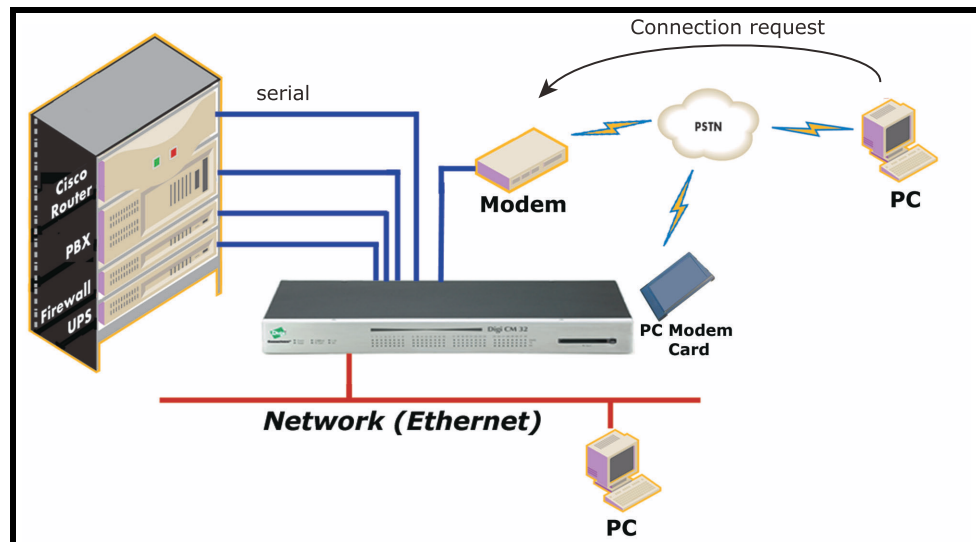 Connection request
serial
PSTN
Cisco
Router
Modem
PC
PBX
Firewall
UPS
Digi CM 32
PC Modem
Card
Network (Ethernet)
PC